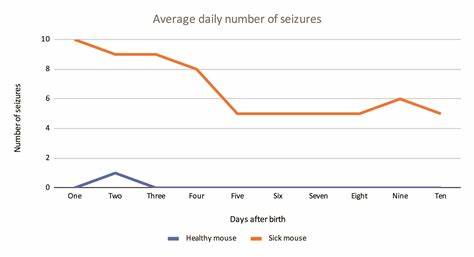 Average daily number of seizures
Number of seizures
10
8
6
4
2
0
One Two Three Four Five Six Seven Eight Nine Ten
Days after birth
Healthy mouse Sick mouse